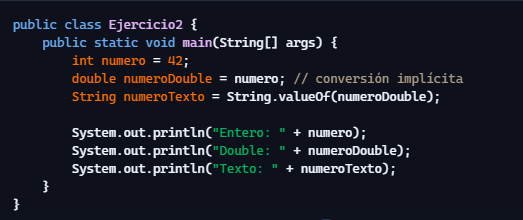 public class Ejercicio2 {
    public static void main(String[] args) {
        int numero = 42;
        double numeroDouble = numero; // conversión implícita
        String numeroTexto = String.valueOf(numeroDouble);

        System.out.println("Entero: " + numero);
        System.out.println("Double: " + numeroDouble);
        System.out.println("Texto: " + numeroTexto);
    }
}